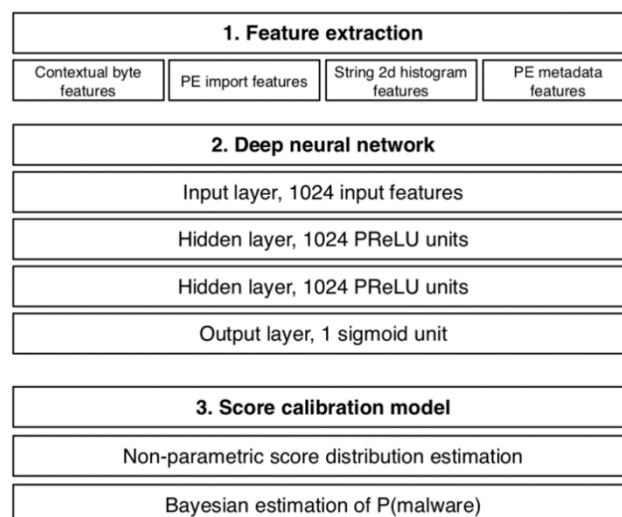 1. Feature extraction
Contextual byte
features
PE import features
String 2d histogram
features
PE metadata
features
2. Deep neural network
Input layer, 1024 input features
Hidden layer, 1024 PReLU units
Hidden layer, 1024 PReLU units
Output layer, 1 sigmoid unit
3. Score calibration model
Non-parametric score distribution estimation
Bayesian estimation of P(malware)